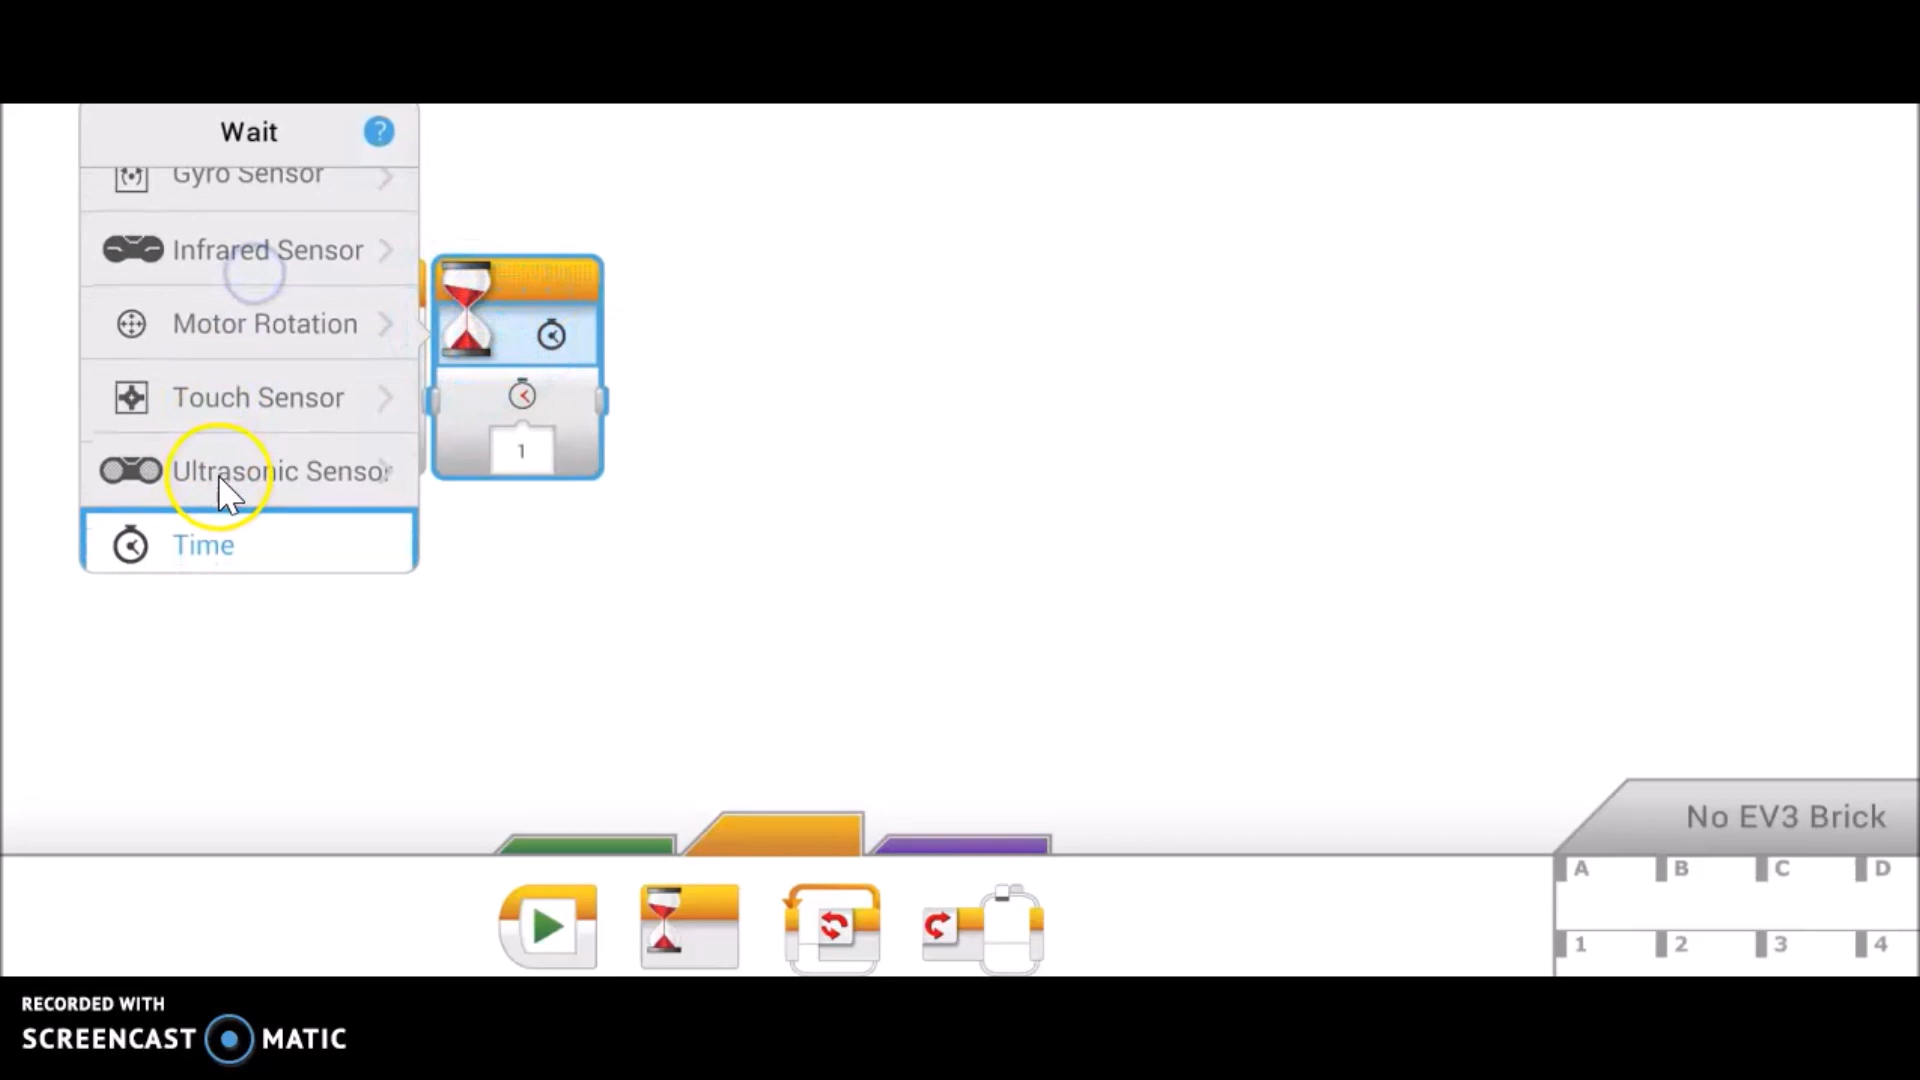 Wait ?
Gyro Sensor
Infrared Sensor
Motor Rotation
Touch Sensor
Ultrasonic Sensor
Time
1
No EV3 Brick
A B C D
1 2 3 4
RECORDED WITH
SCREENCAST MATIC